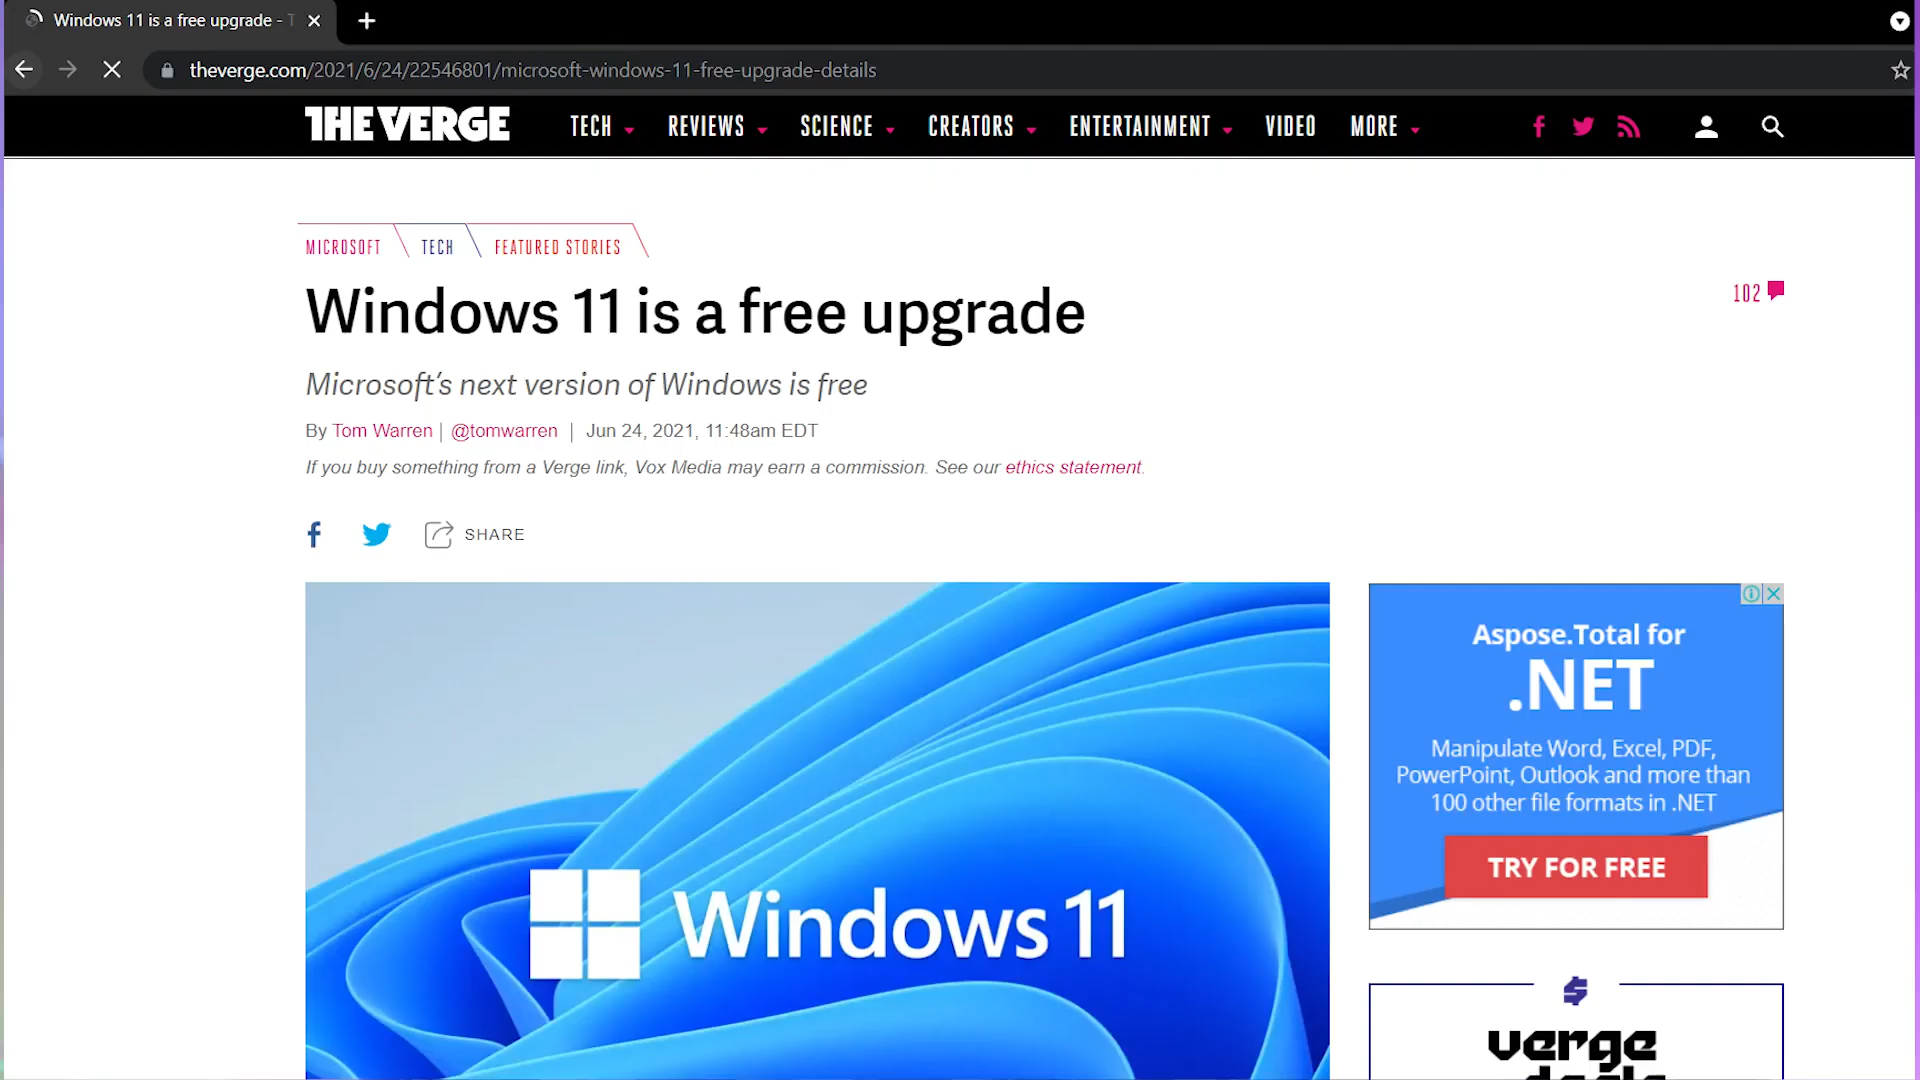 Windows 11 is a free upgrade -
theverge.com/2021/6/24/22546801/microsoft-windows-11-free-upgrade-details
THE VERGE TECH REVIEWS SCIENCE CREATORS ENTERTAINMENT VIDEO MORE
MICROSOFT TECH FEATURED STORIES
Windows 11 is a free upgrade
102
Microsoft's next version of Windows is free
By Tom Warren | @tomwarren | Jun 24, 2021, 11:48am EDT
If you buy something from a Verge link, Vox Media may earn a commission. See our ethics statement.
SHARE
Windows 11
Aspose.Total for
.NET
Manipulate Word, Excel, PDF,
PowerPoint, Outlook and more than
100 other file formats in .NET
TRY FOR FREE
verge
deals